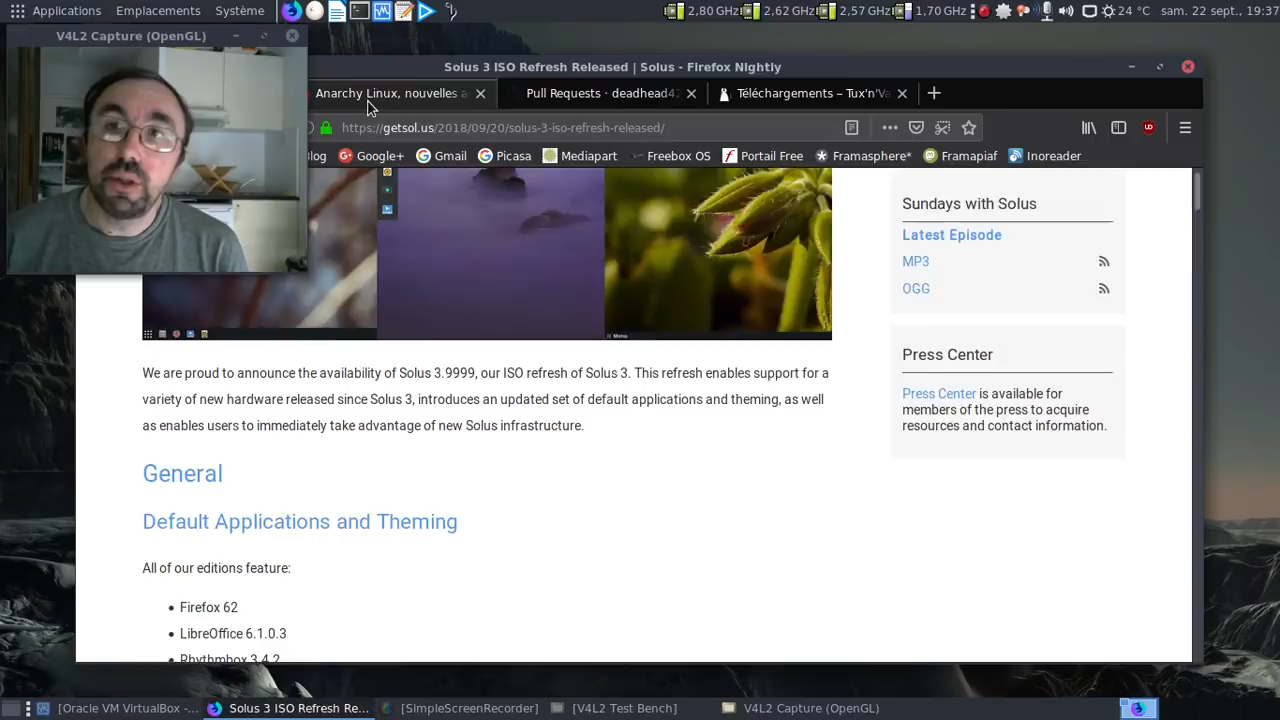 Applications Emplacements Système 2,80 GHz 2,62 GHz 2,57 GHz 1,70 GHz 24 °C sam. 22 sept., 19:37
V4L2 Capture (OpenGL)
Solus 3 ISO Refresh Released | Solus - Firefox Nightly
Anarchy Linux, nouvelles a Pull Requests · deadhead42 Téléchargements – Tux'n'Va
https://getsol.us/2018/09/20/solus-3-iso-refresh-released/
Blog Google+ Gmail Picasa Mediapart Freebox OS Portail Free Framasphere* Framapiaf Inoreader
Sundays with Solus
Latest Episode
MP3
OGG
Menu
Press Center
Press Center is available for
members of the press to acquire
resources and contact information.
We are proud to announce the availability of Solus 3.9999, our ISO refresh of Solus 3. This refresh enables support for a
variety of new hardware released since Solus 3, introduces an updated set of default applications and theming, as well
as enables users to immediately take advantage of new Solus infrastructure.
General
Default Applications and Theming
All of our editions feature:
• Firefox 62
• LibreOffice 6.1.0.3
• Rhythmbox 3.4.2
[Oracle VM VirtualBox -... Solus 3 ISO Refresh Re... [SimpleScreenRecorder] [V4L2 Test Bench] V4L2 Capture (OpenGL)